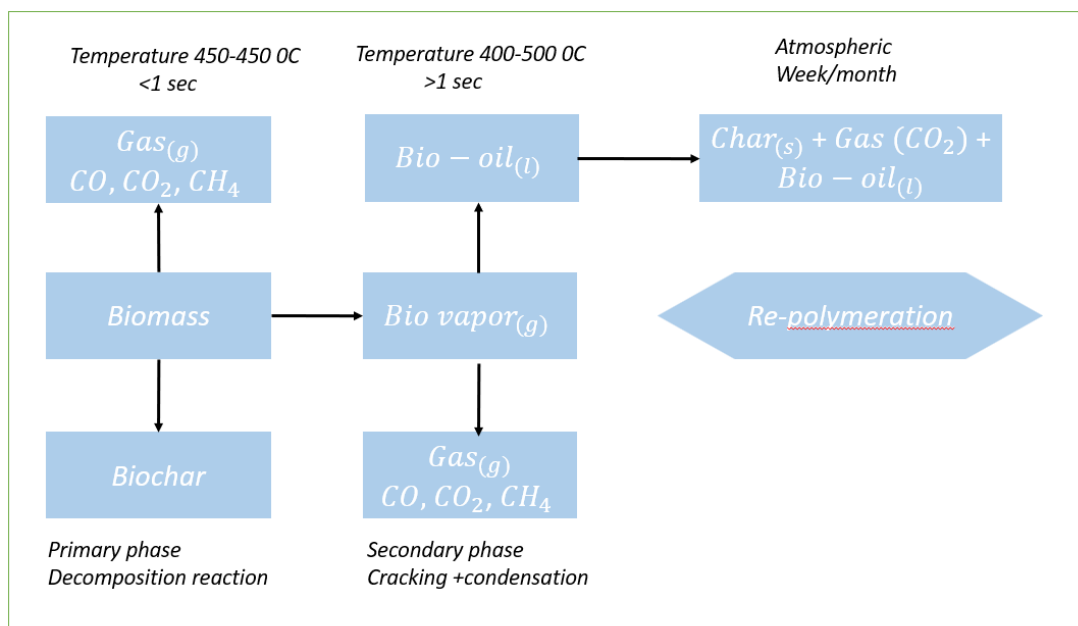 Temperature 450-450 0C
<1 sec
Temperature 400-500 0C
>1 sec
Atmospheric
Week/month
Gas(g)
CO, CO₂, CH₄
Bio − oil(l)
Char(s) + Gas (CO₂) +
Bio − oil(l)
Biomass
Bio vapor(g)
Re-polymeration
Biochar
Gas(g)
CO, CO₂, CH₄
Primary phase
Decomposition reaction
Secondary phase
Cracking +condensation